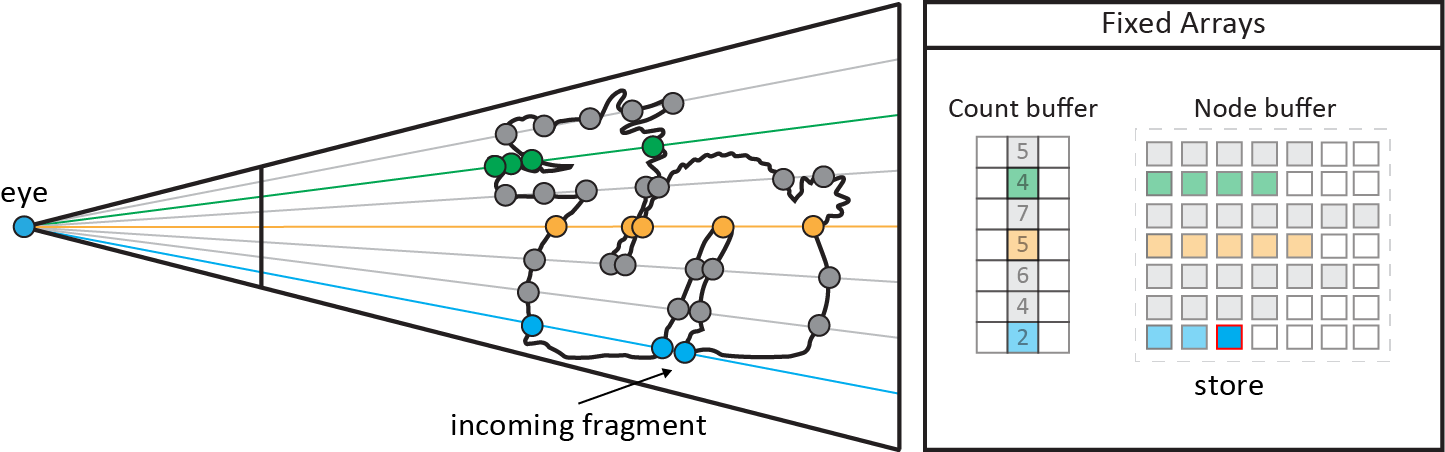 eye
incoming fragment
Fixed Arrays
Count buffer
Node buffer
5
4
7
5
6
4
2
store